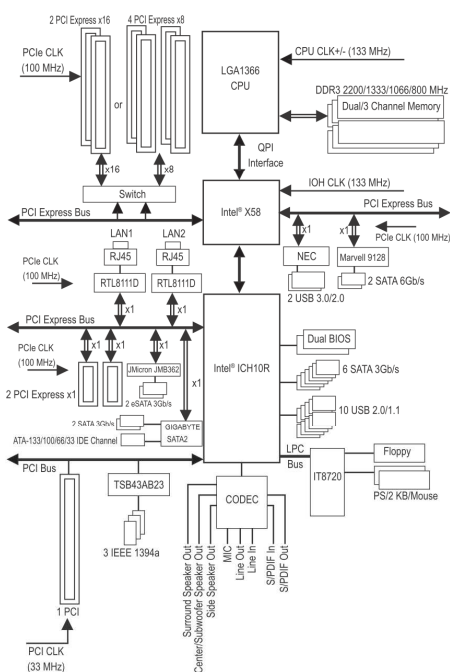 2 PCI Express x16
4 PCI Express x8
PCIe CLK
(100 MHz)
or
LGA1366
CPU
CPU CLK+/- (133 MHz)
DDR3 2200/1333/1066/800 MHz
Dual/3 Channel Memory
x16
x8
QPI
Interface
Switch
IOH CLK (133 MHz)
PCI Express Bus
Intel® X58
PCI Express Bus
LAN1
LAN2
RJ45
RJ45
x1
x1
PCIe CLK (100 MHz)
NEC
Marvell 9128
PCIe CLK
(100 MHz)
RTL8111D
RTL8111D
2 USB 3.0/2.0
2 SATA 6Gb/s
x1
x1
PCI Express Bus
x1
x1
x1
x1
PCIe CLK
(100 MHz)
JMicron JMB362
2 PCI Express x1
2 eSATA 3Gb/s
Intel® ICH10R
Dual BIOS
6 SATA 3Gb/s
10 USB 2.0/1.1
2 SATA 3Gb/s
GIGABYTE
SATA2
ATA-133/100/66/33 IDE Channel
PCI Bus
LPC
Bus
IT8720
Floppy
PS/2 KB/Mouse
TSB43AB23
3 IEEE 1394a
CODEC
Surround Speaker Out
Center/Subwoofer Speaker Out
Side Speaker Out
MIC
Line Out
Line In
S/PDIF In
S/PDIF Out
1 PCI
PCI CLK
(33 MHz)